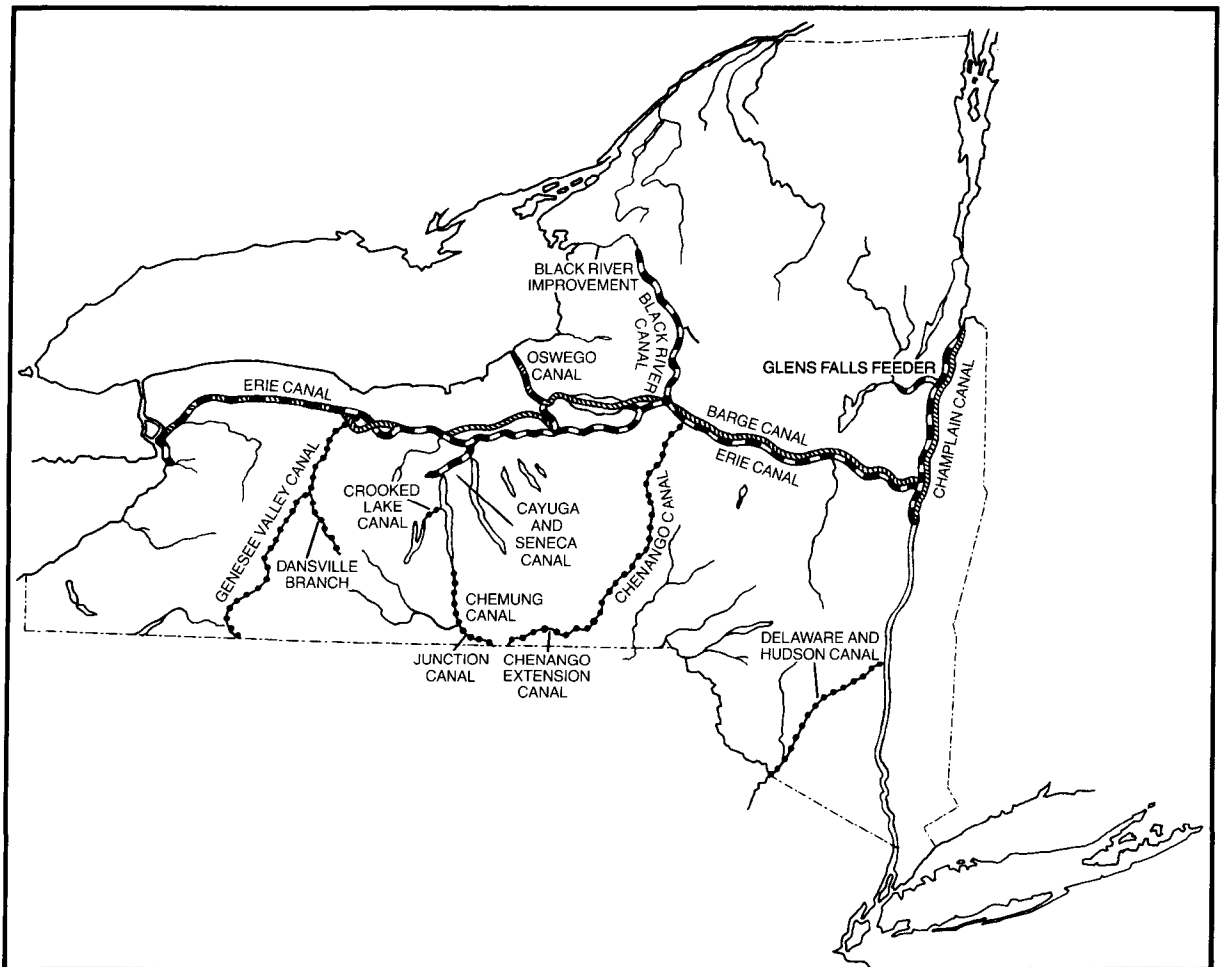 BLACK RIVER
IMPROVEMENT
BLACK RIVER
CANAL
OSWEGO
CANAL
GLENS FALLS FEEDER
ERIE CANAL
CHAMPLAIN CANAL
BARGE CANAL
ERIE CANAL
GENESEE VALLEY CANAL
CROOKED
LAKE
CANAL
CAYUGA
AND
SENECA
CANAL
CHENANGO CANAL
DANSVILLE
BRANCH
CHEMUNG
CANAL
JUNCTION
CANAL
CHENANGO
EXTENSION
CANAL
DELAWARE AND
HUDSON CANAL